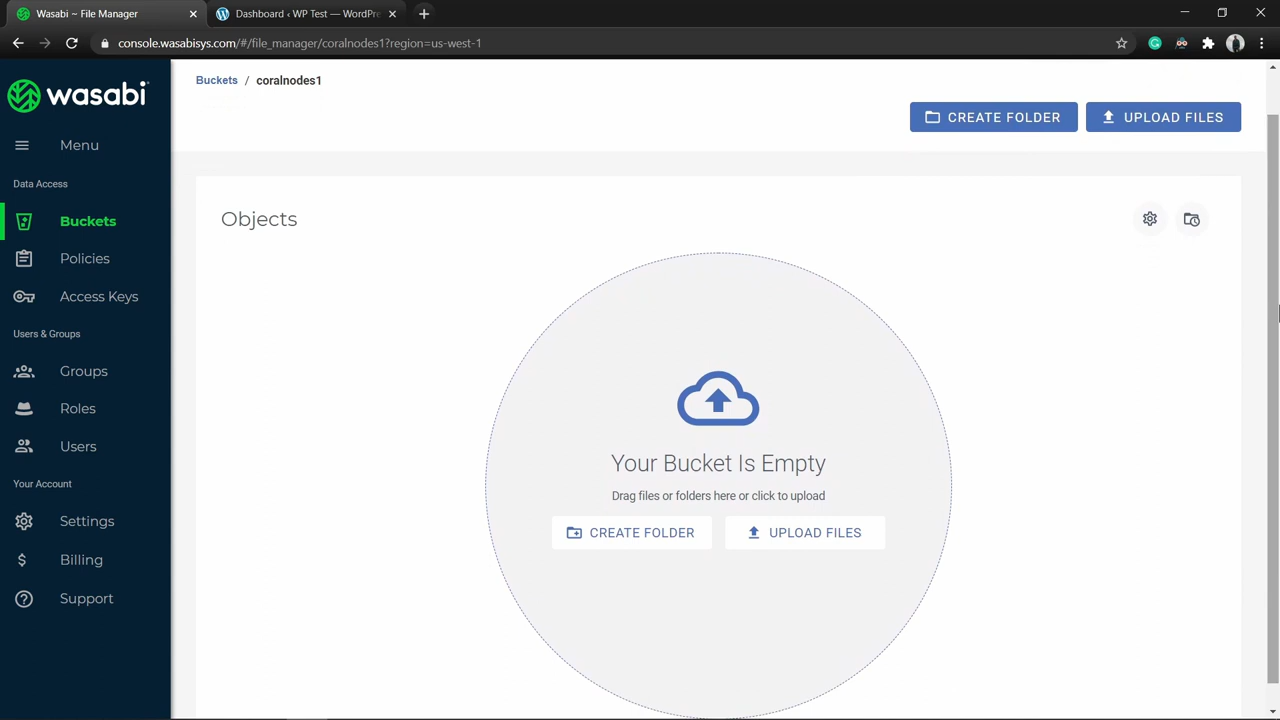 Wasabi ~ File Manager
Dashboard ‹ WP Test — WordPre
console.wasabisys.com/#/file_manager/coralnodes1?region=us-west-1
wasabi
Menu
Data Access
Buckets
Policies
Access Keys
Users & Groups
Groups
Roles
Users
Your Account
Settings
Billing
Support
Buckets / coralnodes1
CREATE FOLDER
UPLOAD FILES
Objects
Your Bucket Is Empty
Drag files or folders here or click to upload
CREATE FOLDER
UPLOAD FILES